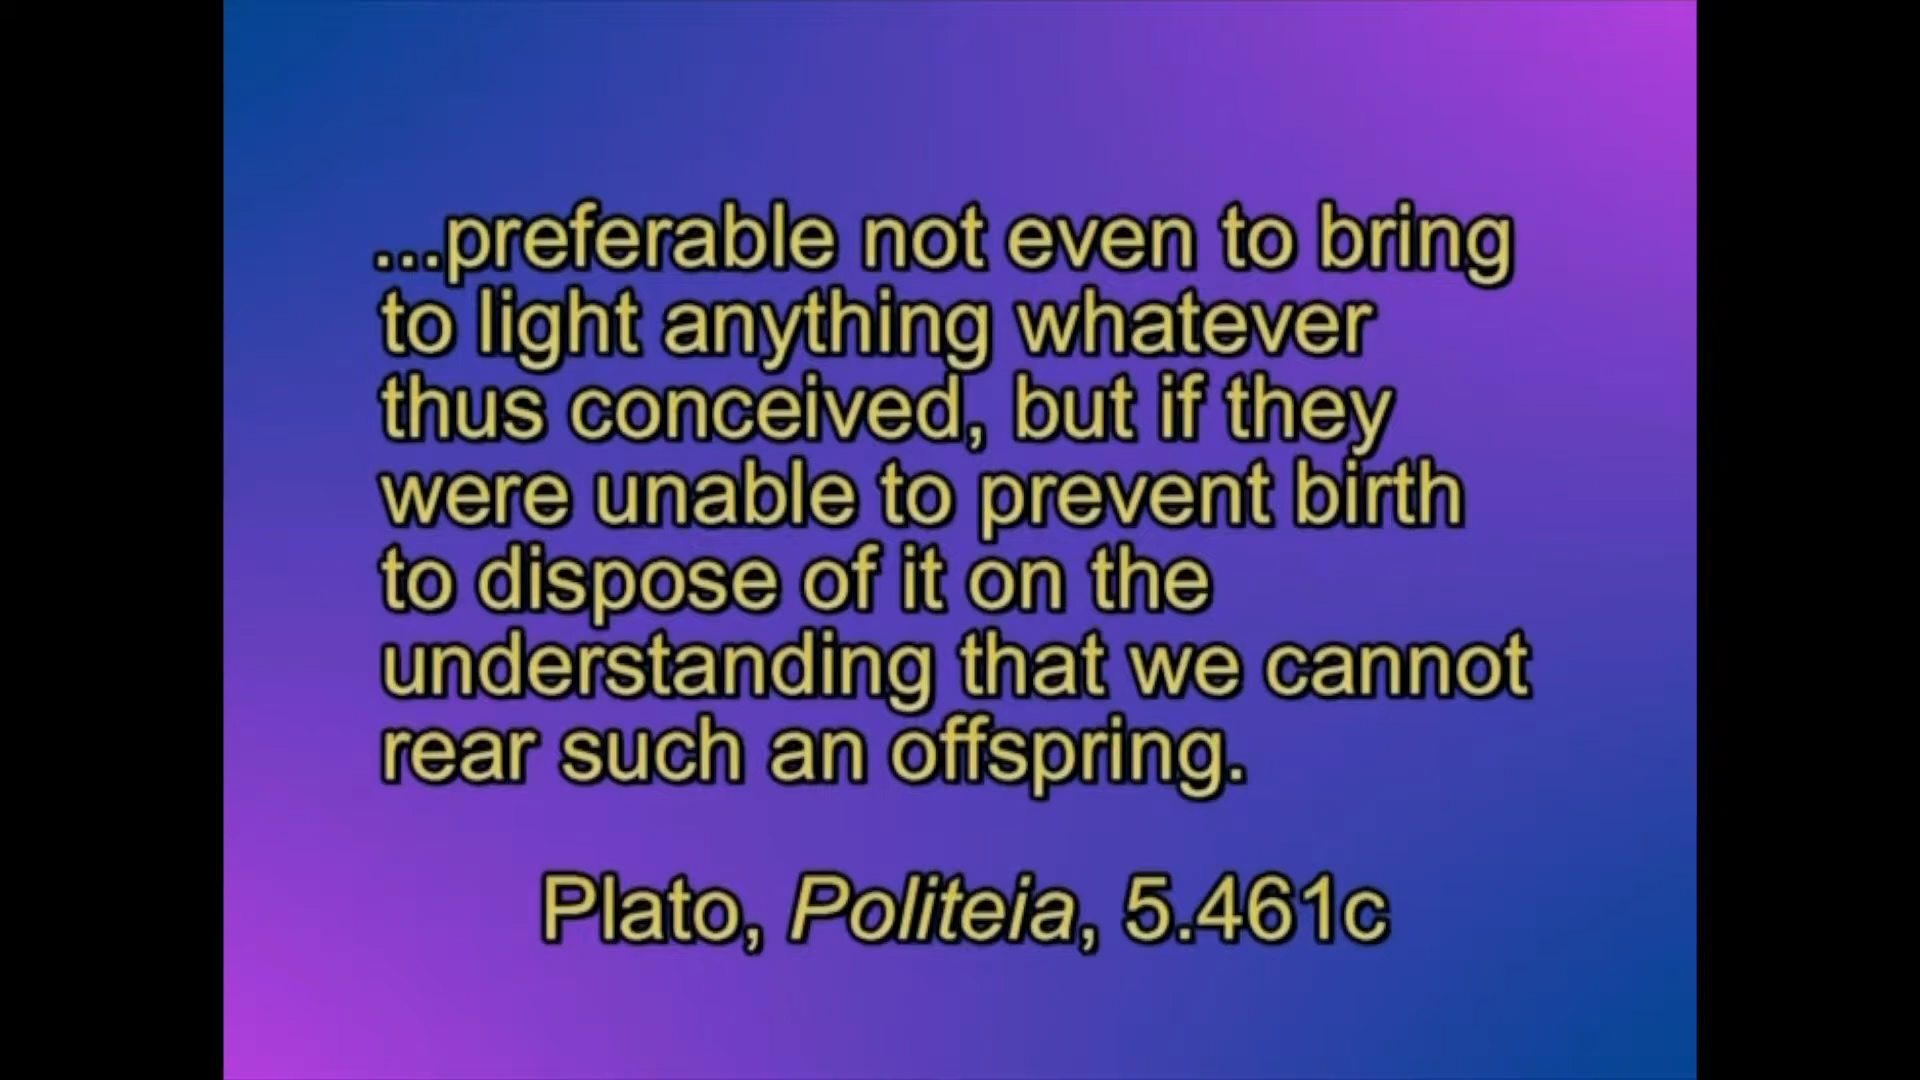 ...preferable not even to bring
to light anything whatever
thus conceived, but if they
were unable to prevent birth
to dispose of it on the
understanding that we cannot
rear such an offspring.
Plato, Politeia, 5.461c